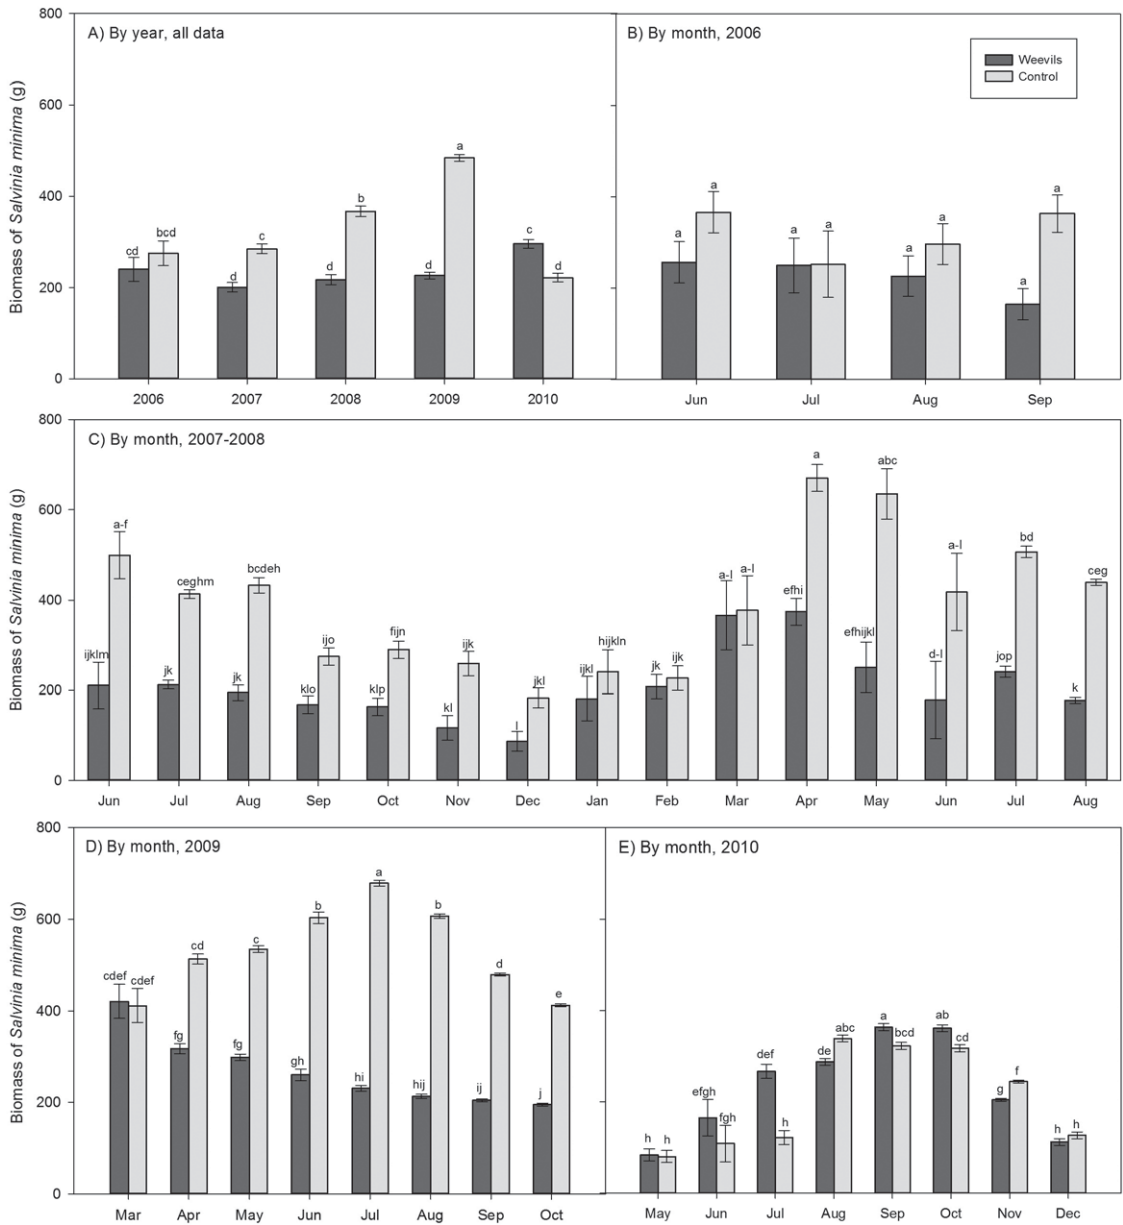 A) By year, all data
B) By month, 2006
Weevils
Control
Biomass of Salvinia minima (g)
800
600
400
200
0
cd bcd d c d b d a c d
a a a a a a a a
2006 2007 2008 2009 2010
Jun Jul Aug Sep
C) By month, 2007-2008
Biomass of Salvinia minima (g)
800
600
400
200
0
ijklm a-f jk ceghm jk bcdeh klo ijo klp fijn kl ijk l jkl ijkl hijkln jk ijk a-l a-l efhi a efhijkl abc d-l a-l jop bd k ceg
Jun Jul Aug Sep Oct Nov Dec Jan Feb Mar Apr May Jun Jul Aug
D) By month, 2009
E) By month, 2010
Biomass of Salvinia minima (g)
800
600
400
200
0
cdef cdef fg cd fg c gh b hi a hij b ij d j e
h h efgh fgh def h de abc a bcd ab cd g f h h
Mar Apr May Jun Jul Aug Sep Oct
May Jun Jul Aug Sep Oct Nov Dec